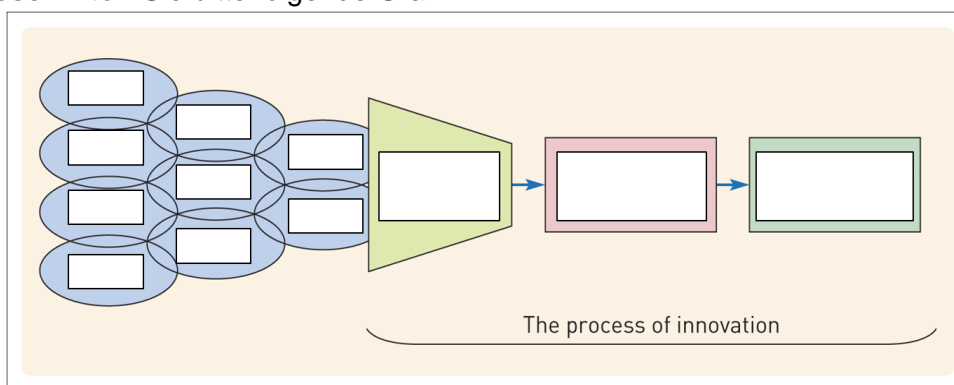 The process of innovation